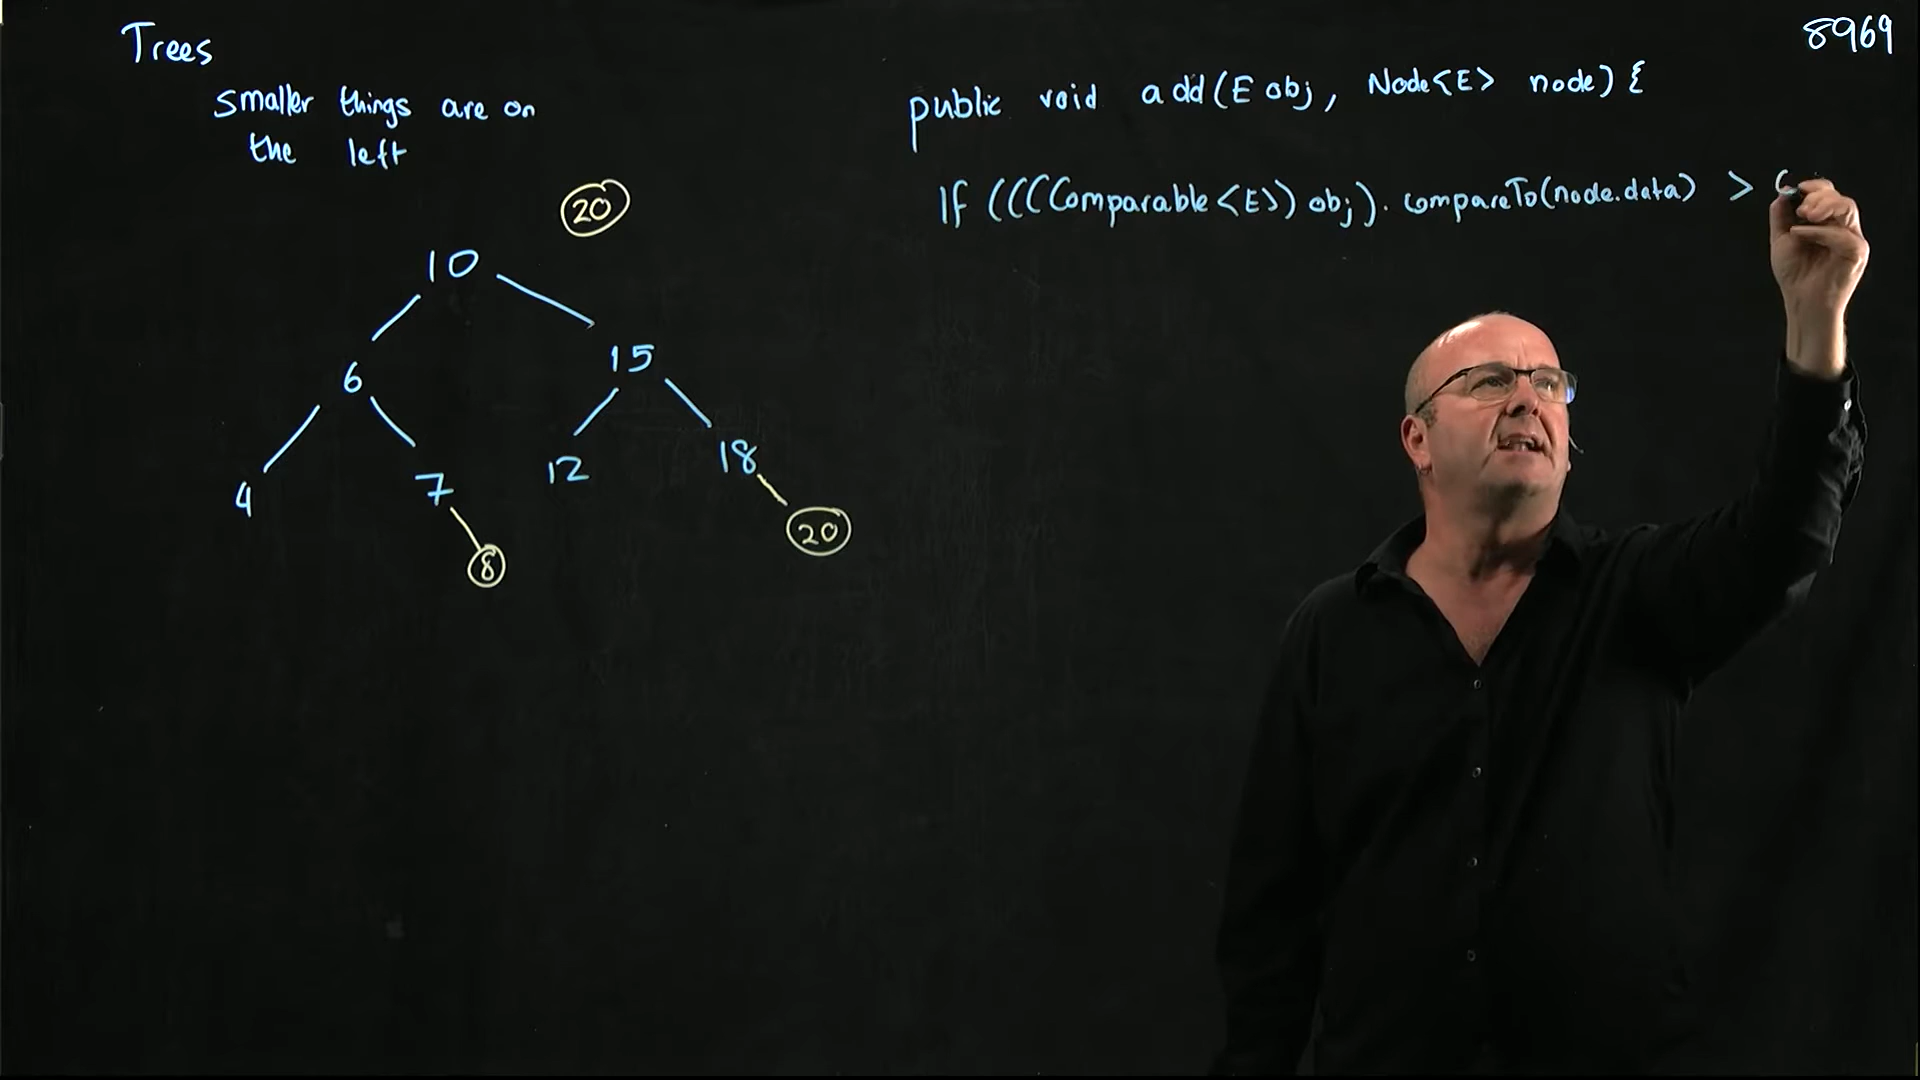 Trees
8969
smaller things are on
the left
public void add(E obj, Node<E> node) {
If (((Comparable<E>) obj). compareTo(node.data) >
20
10
6
15
4
7
12
18
8
20